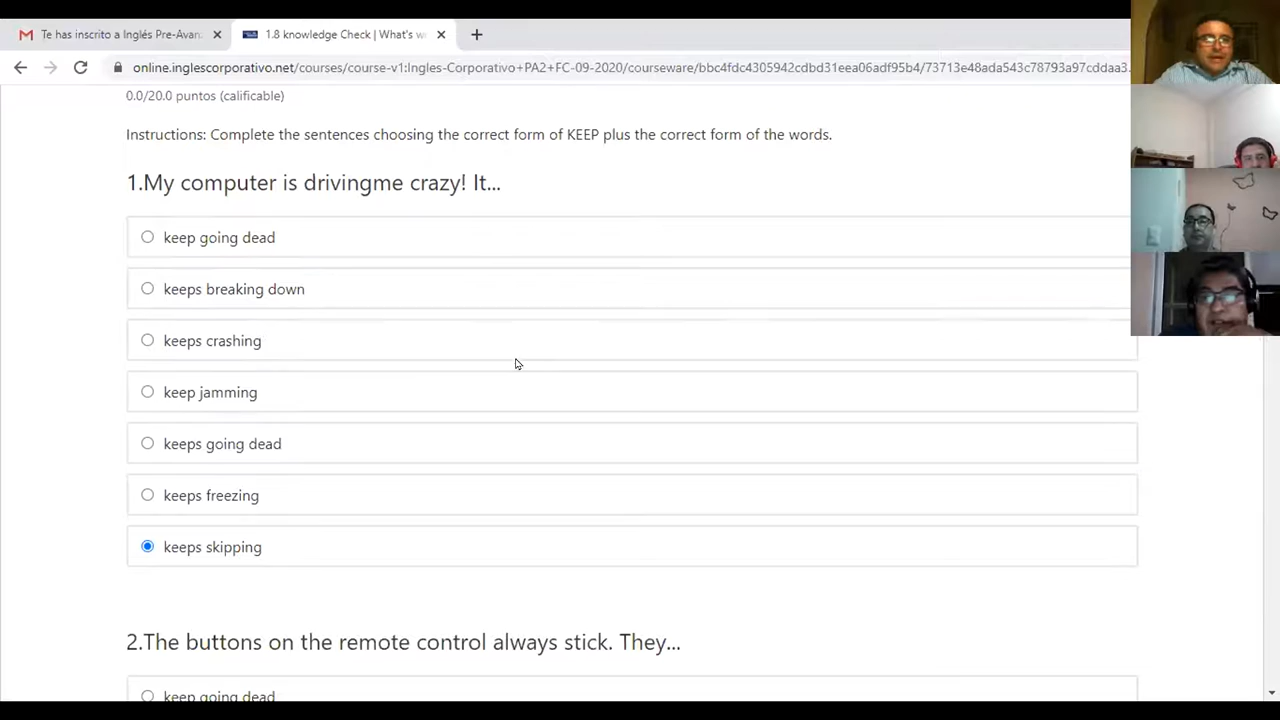 Te has inscrito a Inglés Pre-Avan
1.8 knowledge Check | What's w
online.inglescorporativo.net/courses/course-v1:Ingles-Corporativo+PA2+FC-09-2020/courseware/bbc4fdc4305942cdbd31eea06adf95b4/73713e48ada543c78793a97cddaa3...
0.0/20.0 puntos (calificable)
Instructions: Complete the sentences choosing the correct form of KEEP plus the correct form of the words.
1.My computer is drivingme crazy! It...
keep going dead
keeps breaking down
keeps crashing
keep jamming
keeps going dead
keeps freezing
keeps skipping
2.The buttons on the remote control always stick. They...
keep going dead